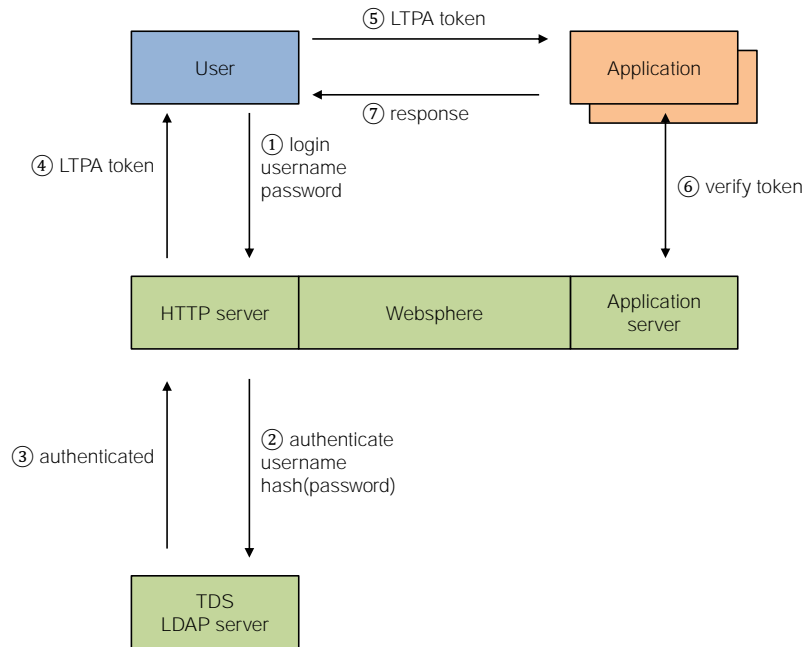 ⑤ LTPA token
User
Application
⑦ response
① login
username
password
④ LTPA token
⑥ verify token
HTTP server
Websphere
Application
server
② authenticate
username
hash(password)
③ authenticated
TDS
LDAP server